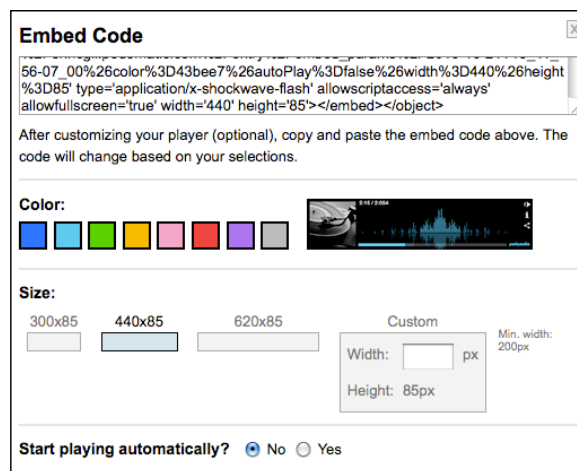 Embed Code
56-07_00%26color%3D43bee7%26autoPlay%3Dfalse%26width%3D440%26height
%3D85' type='application/x-shockwave-flash' allowscriptaccess='always'
allowfullscreen='true' width='440' height='85'></embed></object>
After customizing your player (optional), copy and paste the embed code above. The
code will change based on your selections.
Color:
Size:
300x85 440x85 620x85 Custom
Min. width:
200px
Width: px
Height: 85px
Start playing automatically? No Yes